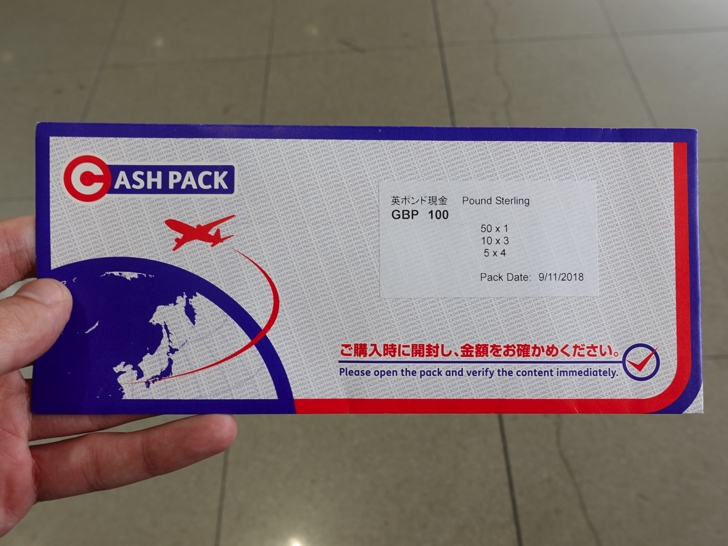 CASH PACK
英ポンド現金 Pound Sterling
GBP 100
50 x 1
10 x 3
5 x 4
Pack Date: 9/11/2018
ご購入時に開封し、金額をお確かめください。
Please open the pack and verify the content immediately.